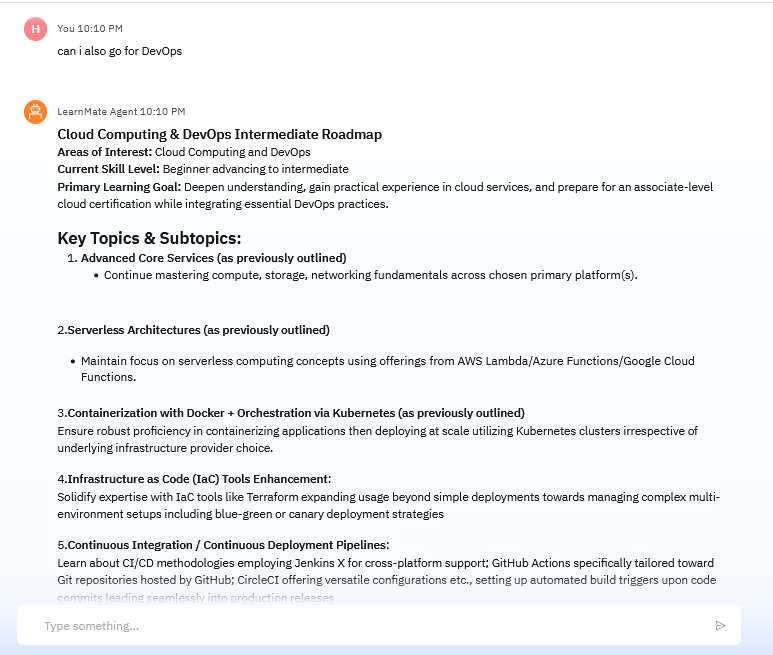 H
You 10:10 PM
can i also go for DevOps
LearnMate Agent 10:10 PM
Cloud Computing & DevOps Intermediate Roadmap
Areas of Interest: Cloud Computing and DevOps
Current Skill Level: Beginner advancing to intermediate
Primary Learning Goal: Deepen understanding, gain practical experience in cloud services, and prepare for an associate-level
cloud certification while integrating essential DevOps practices.
Key Topics & Subtopics:
1. Advanced Core Services (as previously outlined)
• Continue mastering compute, storage, networking fundamentals across chosen primary platform(s).
2.Serverless Architectures (as previously outlined)
• Maintain focus on serverless computing concepts using offerings from AWS Lambda/Azure Functions/Google Cloud
Functions.
3.Containerization with Docker + Orchestration via Kubernetes (as previously outlined)
Ensure robust proficiency in containerizing applications then deploying at scale utilizing Kubernetes clusters irrespective of
underlying infrastructure provider choice.
4.Infrastructure as Code (IaC) Tools Enhancement:
Solidify expertise with IaC tools like Terraform expanding usage beyond simple deployments towards managing complex multi-
environment setups including blue-green or canary deployment strategies
5.Continuous Integration / Continuous Deployment Pipelines:
Learn about CI/CD methodologies employing Jenkins X for cross-platform support; GitHub Actions specifically tailored toward
Git repositories hosted by GitHub; CircleCI offering versatile configurations etc., setting up automated build triggers upon code
commits leading seamlessly into production releases
Type something...